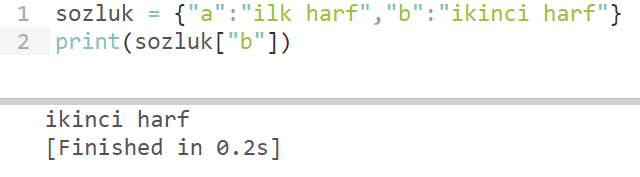 1 sozluk = {"a":"ilk harf","b":"ikinci harf"}
2 print(sozluk["b"])
ikinci harf
[Finished in 0.2s]